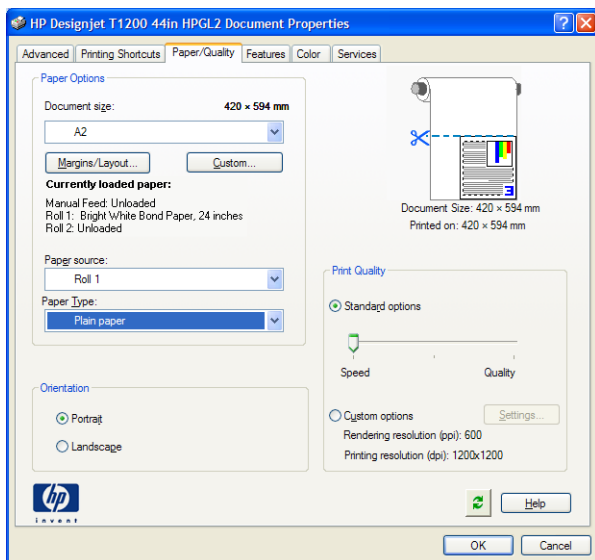 HP Designjet T1200 44in HPGL2 Document Properties
Advanced Printing Shortcuts Paper/Quality Features Color Services
Paper Options
Document size: 420 × 594 mm
A2
Margins/Layout... Custom...
Currently loaded paper:
Manual Feed: Unloaded
Roll 1: Bright White Bond Paper, 24 inches
Roll 2: Unloaded
Paper source:
Roll 1
Paper Type:
Plain paper
Orientation
Portrait
Landscape
Document Size: 420 × 594 mm
Printed on: 420 × 594 mm
Print Quality
Standard options
Speed Quality
Custom options Settings...
Rendering resolution (ppi): 600
Printing resolution (dpi): 1200x1200
hp
invent
Help
OK Cancel